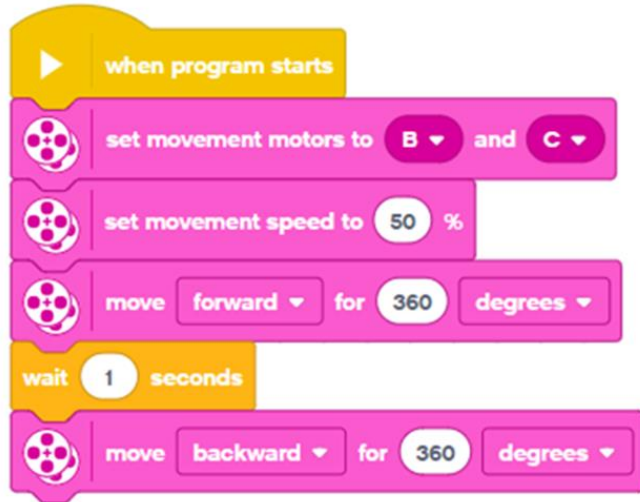 when program starts
set movement motors to B and C
set movement speed to 50 %
move forward for 360 degrees
wait 1 seconds
move backward for 360 degrees